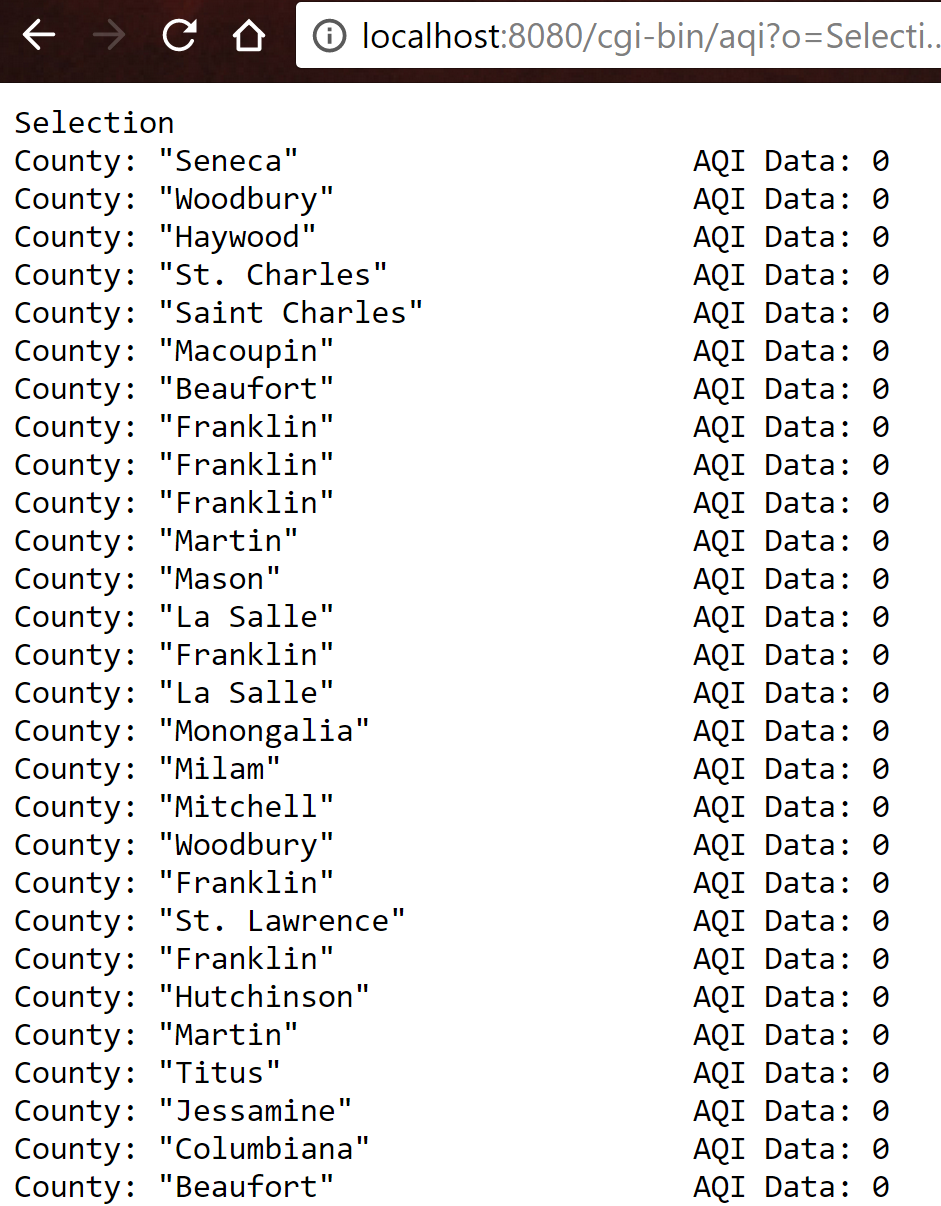 localhost:8080/cgi-bin/aqi?o=Selecti...
Selection
County: "Seneca" AQI Data: 0
County: "Woodbury" AQI Data: 0
County: "Haywood" AQI Data: 0
County: "St. Charles" AQI Data: 0
County: "Saint Charles" AQI Data: 0
County: "Macoupin" AQI Data: 0
County: "Beaufort" AQI Data: 0
County: "Franklin" AQI Data: 0
County: "Franklin" AQI Data: 0
County: "Franklin" AQI Data: 0
County: "Martin" AQI Data: 0
County: "Mason" AQI Data: 0
County: "La Salle" AQI Data: 0
County: "Franklin" AQI Data: 0
County: "La Salle" AQI Data: 0
County: "Monongalia" AQI Data: 0
County: "Milam" AQI Data: 0
County: "Mitchell" AQI Data: 0
County: "Woodbury" AQI Data: 0
County: "Franklin" AQI Data: 0
County: "St. Lawrence" AQI Data: 0
County: "Franklin" AQI Data: 0
County: "Hutchinson" AQI Data: 0
County: "Martin" AQI Data: 0
County: "Titus" AQI Data: 0
County: "Jessamine" AQI Data: 0
County: "Columbiana" AQI Data: 0
County: "Beaufort" AQI Data: 0